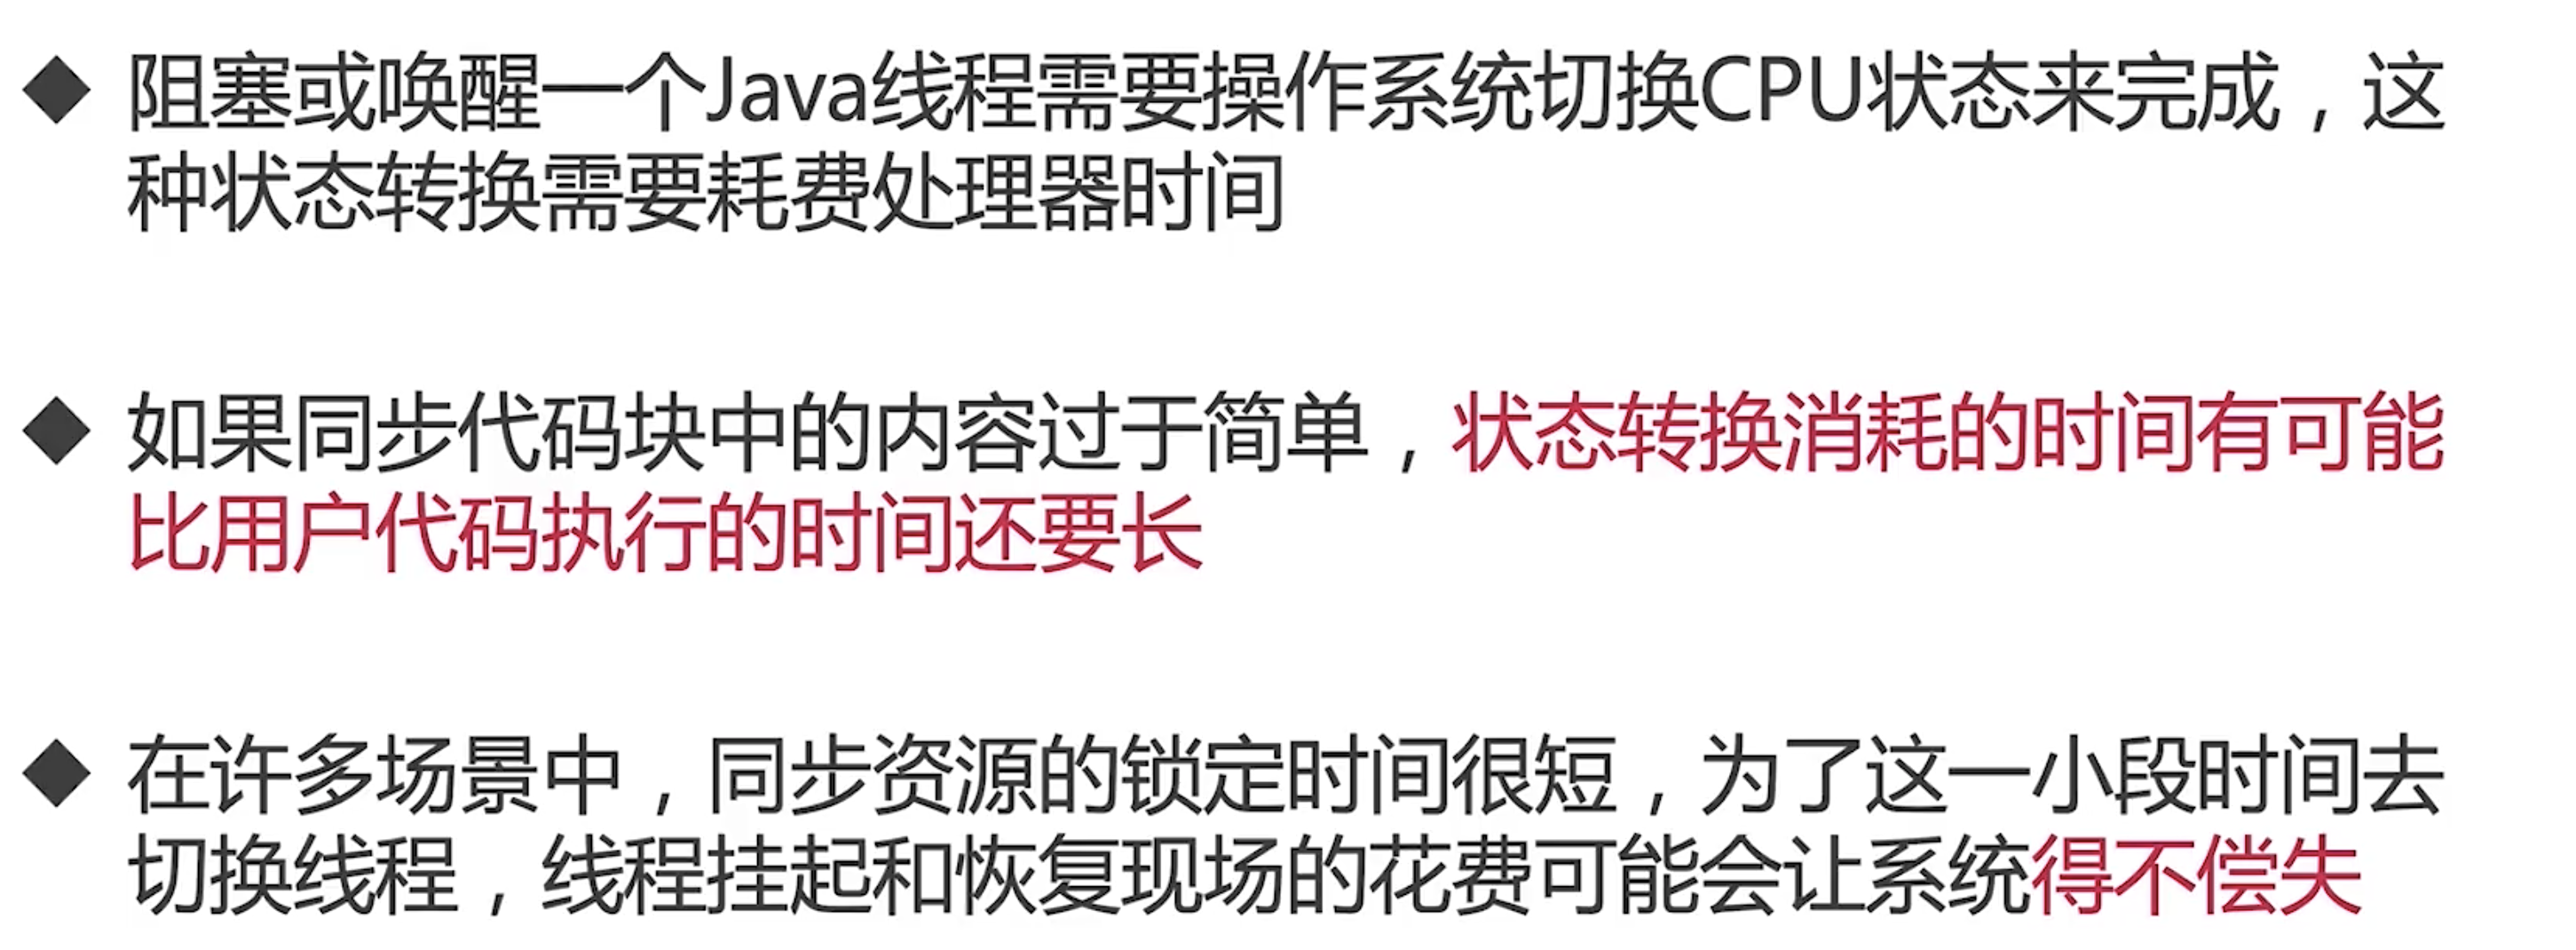 ◆ 阻塞或唤醒一个Java线程需要操作系统切换CPU状态来完成，这
种状态转换需要耗费处理器时间
◆ 如果同步代码块中的内容过于简单，状态转换消耗的时间有可能
比用户代码执行的时间还要长
◆ 在许多场景中，同步资源的锁定时间很短，为了这一小段时间去
切换线程，线程挂起和恢复现场的花费可能会让系统得不偿失